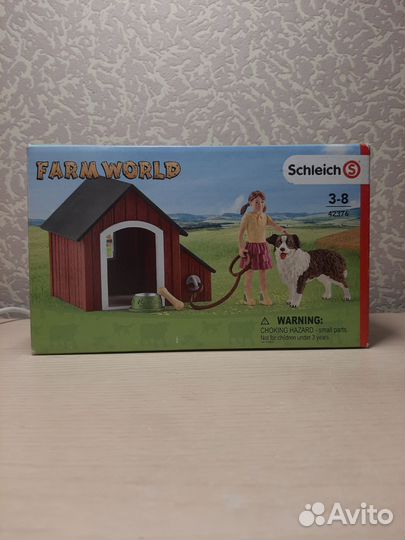 FARM WORLD
Schleich S
3-8
42376
WARNING:
CHOKING HAZARD - small parts.
Not for children under 3 years.
Avito